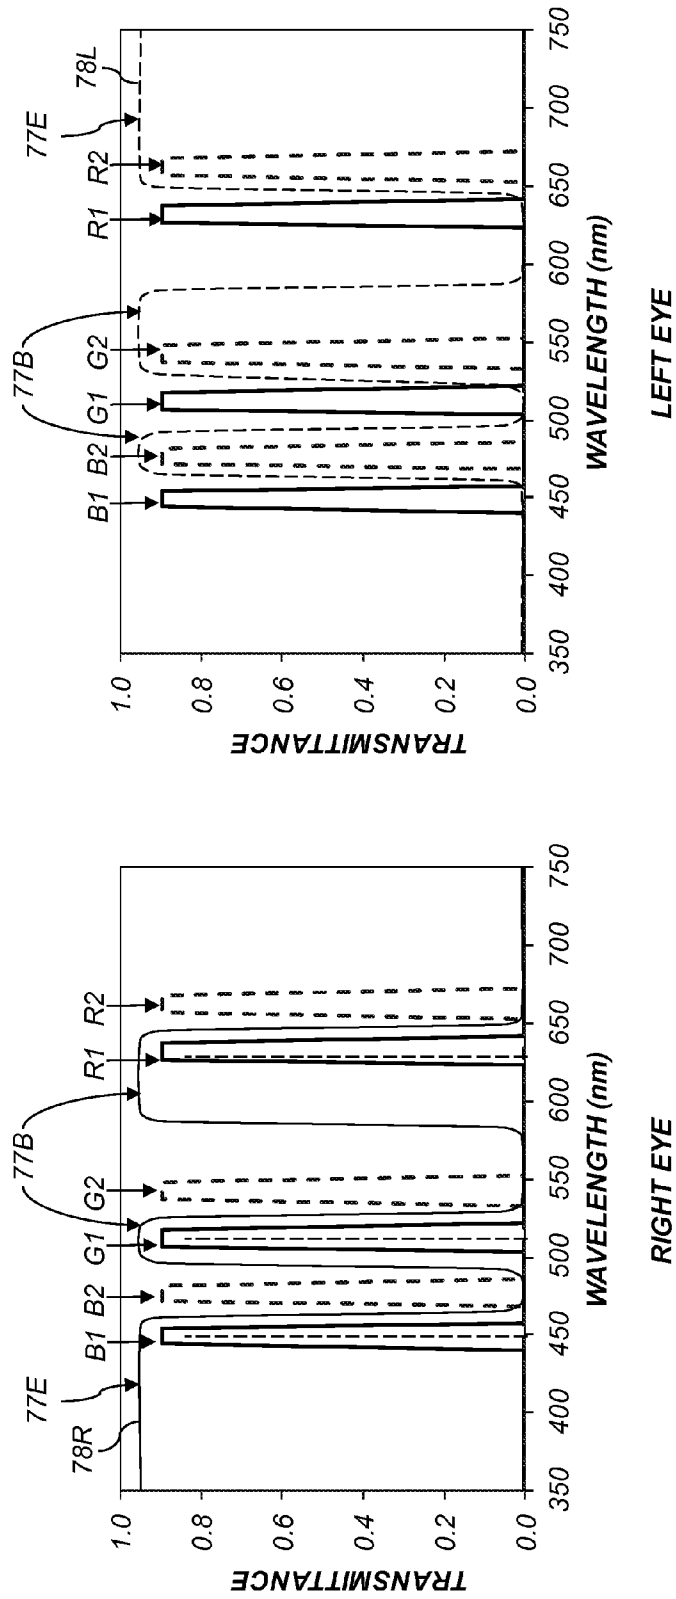 77E
78R
77B
B1
B2
G1
G2
R1
R2
1.0
0.8
0.6
0.4
0.2
0.0
TRANSMITTANCE
350
400
450
500
550
600
650
700
750
WAVELENGTH (nm)
RIGHT EYE
77B
77E
78L
B1
B2
G1
G2
R1
R2
1.0
0.8
0.6
0.4
0.2
0.0
TRANSMITTANCE
350
400
450
500
550
600
650
700
750
WAVELENGTH (nm)
LEFT EYE